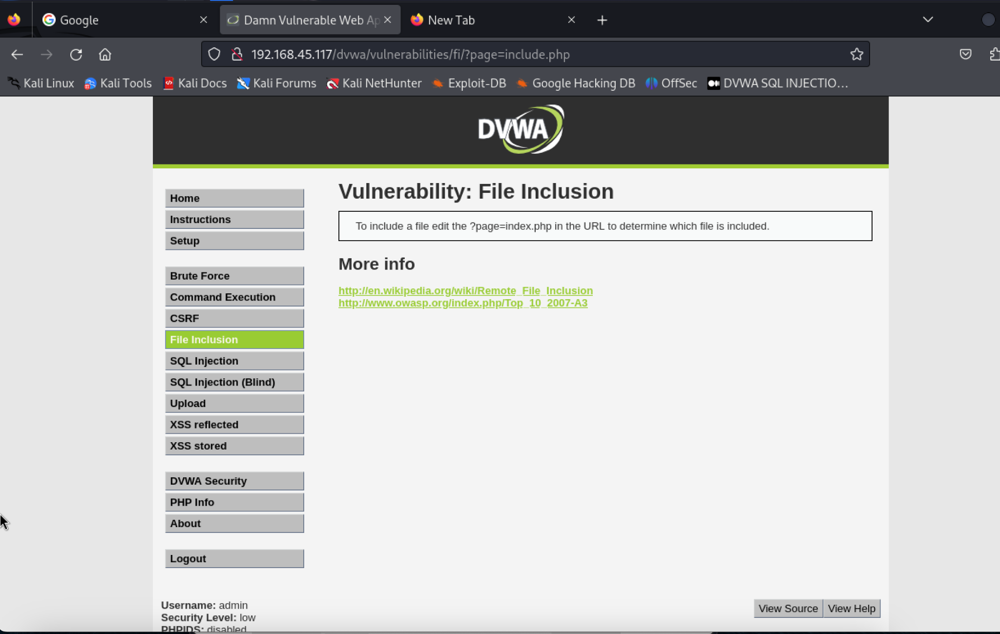 Google
Damn Vulnerable Web Ap
New Tab
192.168.45.117/dvwa/vulnerabilities/fi/?page=include.php
Kali Linux Kali Tools Kali Docs Kali Forums Kali NetHunter Exploit-DB Google Hacking DB OffSec DVWA SQL INJECTIO...
DVWA
Home
Instructions
Setup
Brute Force
Command Execution
CSRF
File Inclusion
SQL Injection
SQL Injection (Blind)
Upload
XSS reflected
XSS stored
DVWA Security
PHP Info
About
Logout
Vulnerability: File Inclusion
To include a file edit the ?page=index.php in the URL to determine which file is included.
More info
http://en.wikipedia.org/wiki/Remote_File_Inclusion
http://www.owasp.org/index.php/Top_10_2007-A3
Username: admin
Security Level: low
PHPIDS: disabled
View Source View Help